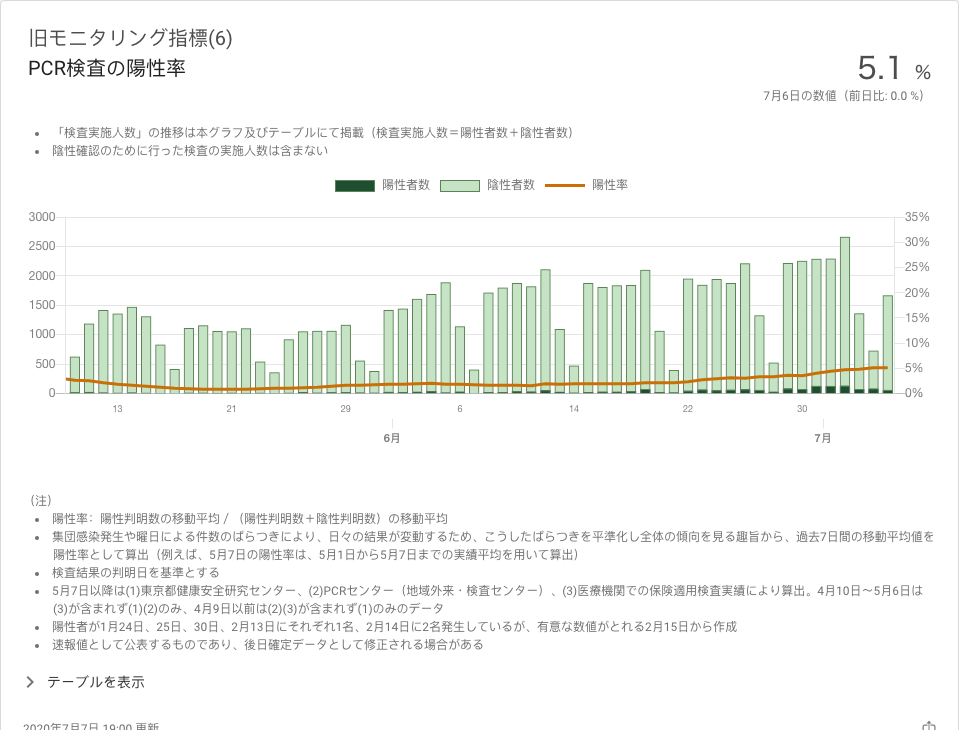 旧モニタリング指標(6)
PCR検査の陽性率
5.1 %
7月6日の数値（前日比: 0.0 %）
• 「検査実施人数」の推移は本グラフ及びテーブルにて掲載（検査実施人数＝陽性者数＋陰性者数）
• 陰性確認のために行った検査の実施人数は含まない
陽性者数 陰性者数 陽性率
3000 35%
2500 30%
2000 25%
1500 20%
1000 15%
500 10%
0 5%
0%
13 21 29 6 14 22 30
6月 7月
（注）
• 陽性率：陽性判明数の移動平均 / （陽性判明数＋陰性判明数）の移動平均
• 集団感染発生や曜日による件数のばらつきにより、日々の結果が変動するため、こうしたばらつきを平準化し全体の傾向を見る趣旨から、過去7日間の移動平均値を
陽性率として算出（例えば、5月7日の陽性率は、5月1日から5月7日までの実績平均を用いて算出）
• 検査結果の判明日を基準とする
• 5月7日以降は(1)東京都健康安全研究センター、(2)PCRセンター（地域外来・検査センター）、(3)医療機関での保険適用検査実績により算出。4月10日～5月6日は
(3)が含まれず(1)(2)のみ、4月9日以前は(2)(3)が含まれず(1)のみのデータ
• 陽性者が1月24日、25日、30日、2月13日にそれぞれ1名、2月14日に2名発生しているが、有意な数値がとれる2月15日から作成
• 速報値として公表するものであり、後日確定データとして修正される場合がある
テーブルを表示
2020年7月7日 19:00 更新